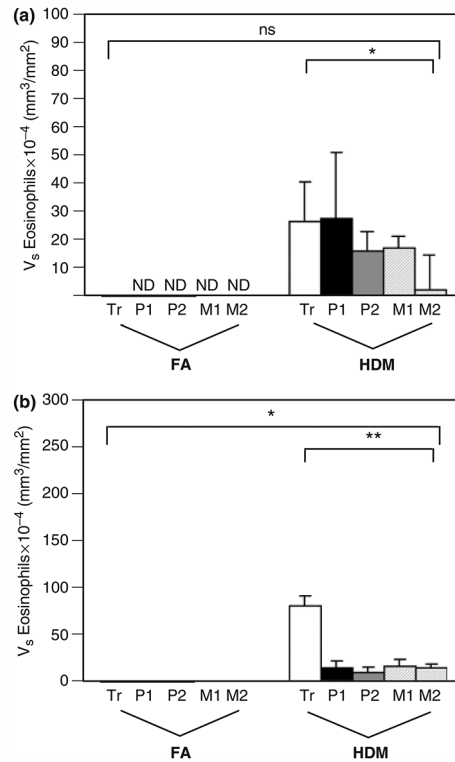 (a)
V_s Eosinophils×10⁻⁴ (mm³/mm²)
100
90
80
70
60
50
40
30
20
10
ns
*
ND ND ND ND
Tr P1 P2 M1 M2
FA
Tr P1 P2 M1 M2
HDM
(b)
V_s Eosinophils×10⁻⁴ (mm³/mm²)
300
250
200
150
100
50
0
*
**
Tr P1 P2 M1 M2
FA
Tr P1 P2 M1 M2
HDM